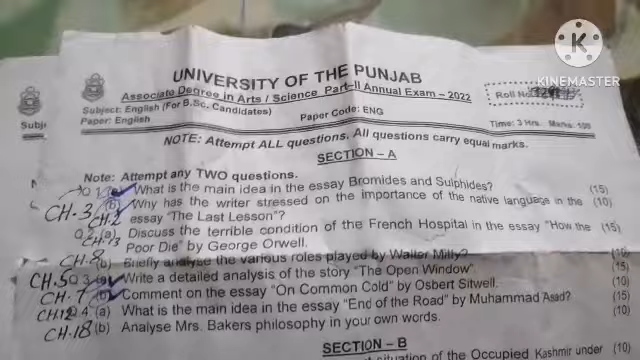 KINEMASTER
UNIVERSITY OF THE PUNJAB
Associate Degree in Arts / Science Part-II Annual Exam – 2022
Subject: English (For B.Sc. Candidates)
Paper: English Paper Code: ENG
Roll No.
Time: 3 Hrs. Marks: 100
Subj
NOTE: Attempt ALL questions. All questions carry equal marks.
SECTION – A
Note: Attempt any TWO questions.
Q.1 (a) What is the main idea in the essay Bromides and Sulphides? (15)
CH.3 (b) Why has the writer stressed on the importance of the native language in the (10)
CH.2 essay "The Last Lesson"?
Q.2 (a) Discuss the terrible condition of the French Hospital in the essay "How the (15)
CH.13 Poor Die" by George Orwell.
CH.8 (b) Briefly analyse the various roles played by Walter Mitty? (10)
CH.5 Q.3 (a) Write a detailed analysis of the story "The Open Window". (15)
CH.7 (b) Comment on the essay "On Common Cold" by Osbert Sitwell. (10)
CH.12 Q.4 (a) What is the main idea in the essay "End of the Road" by Muhammad Asad? (15)
CH.18 (b) Analyse Mrs. Bakers philosophy in your own words. (10)
SECTION – B
situation of the Occupied Kashmir under (10)